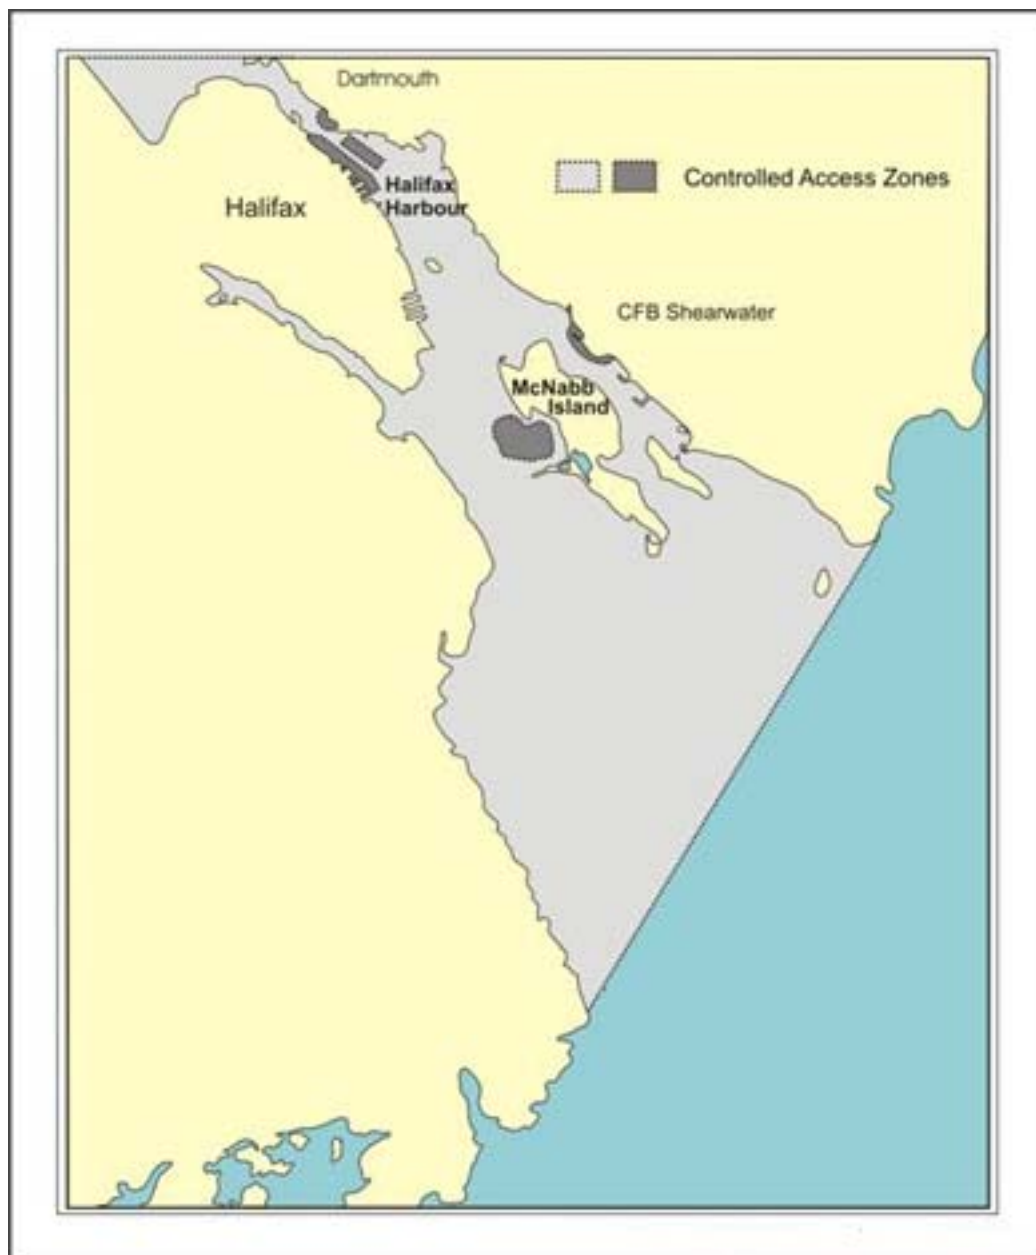 Dartmouth
Controlled Access Zones
Halifax
Harbour
Halifax
CFB Shearwater
McNabb
Island